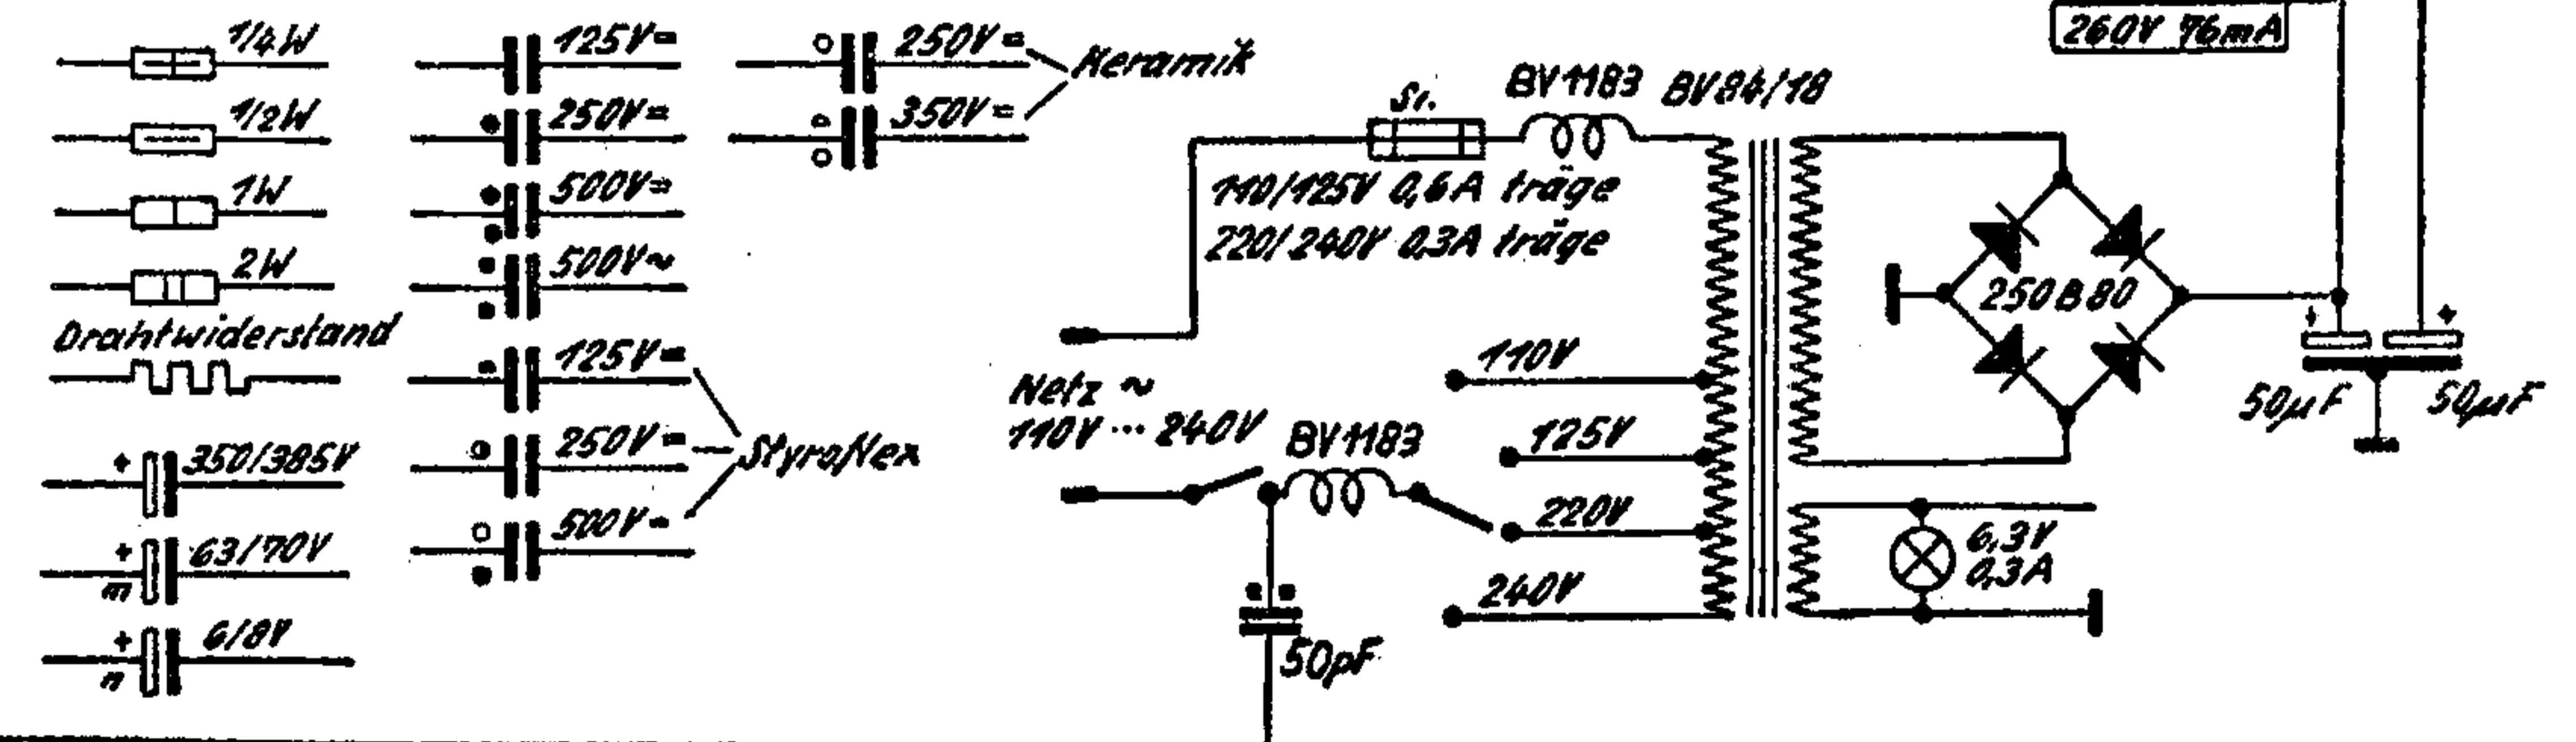 1/4W
1/2W
1W
2W
Drahtwiderstand
+ 350/385V
+ 63/70V
m
+ 6/8V
n
125V=
250V=
500V=
500V~
125V=
250V=
500V=
Styroflex
250V=
350V=
Keramik
260V 76mA
Si.
BV1183
BV84/18
110/125V 0,6A träge
220/240V 0,3A träge
Netz ~
110V ... 240V
BV1183
50pF
110V
125V
220V
240V
250B80
6,3V
0,3A
+
+
50µF
50µF